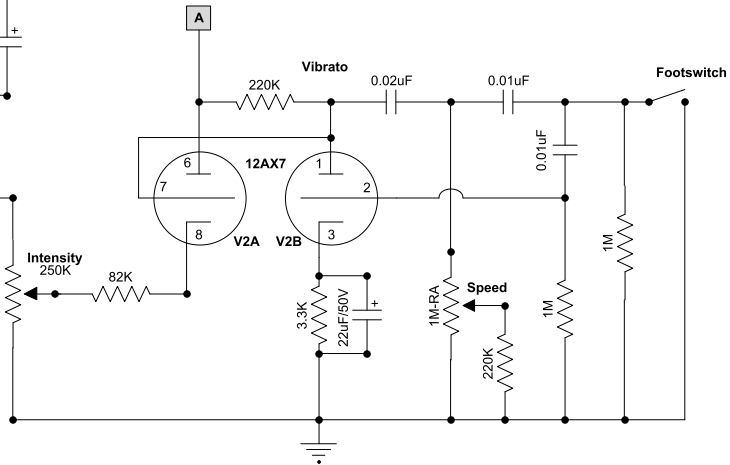 A
Vibrato
Footswitch
220K
0.02uF
0.01uF
0.01uF
6
12AX7
1
7
2
8
V2A
V2B
3
1M
Intensity
250K
82K
3.3K
22uF/50V
+
+
1M-RA
Speed
220K
1M